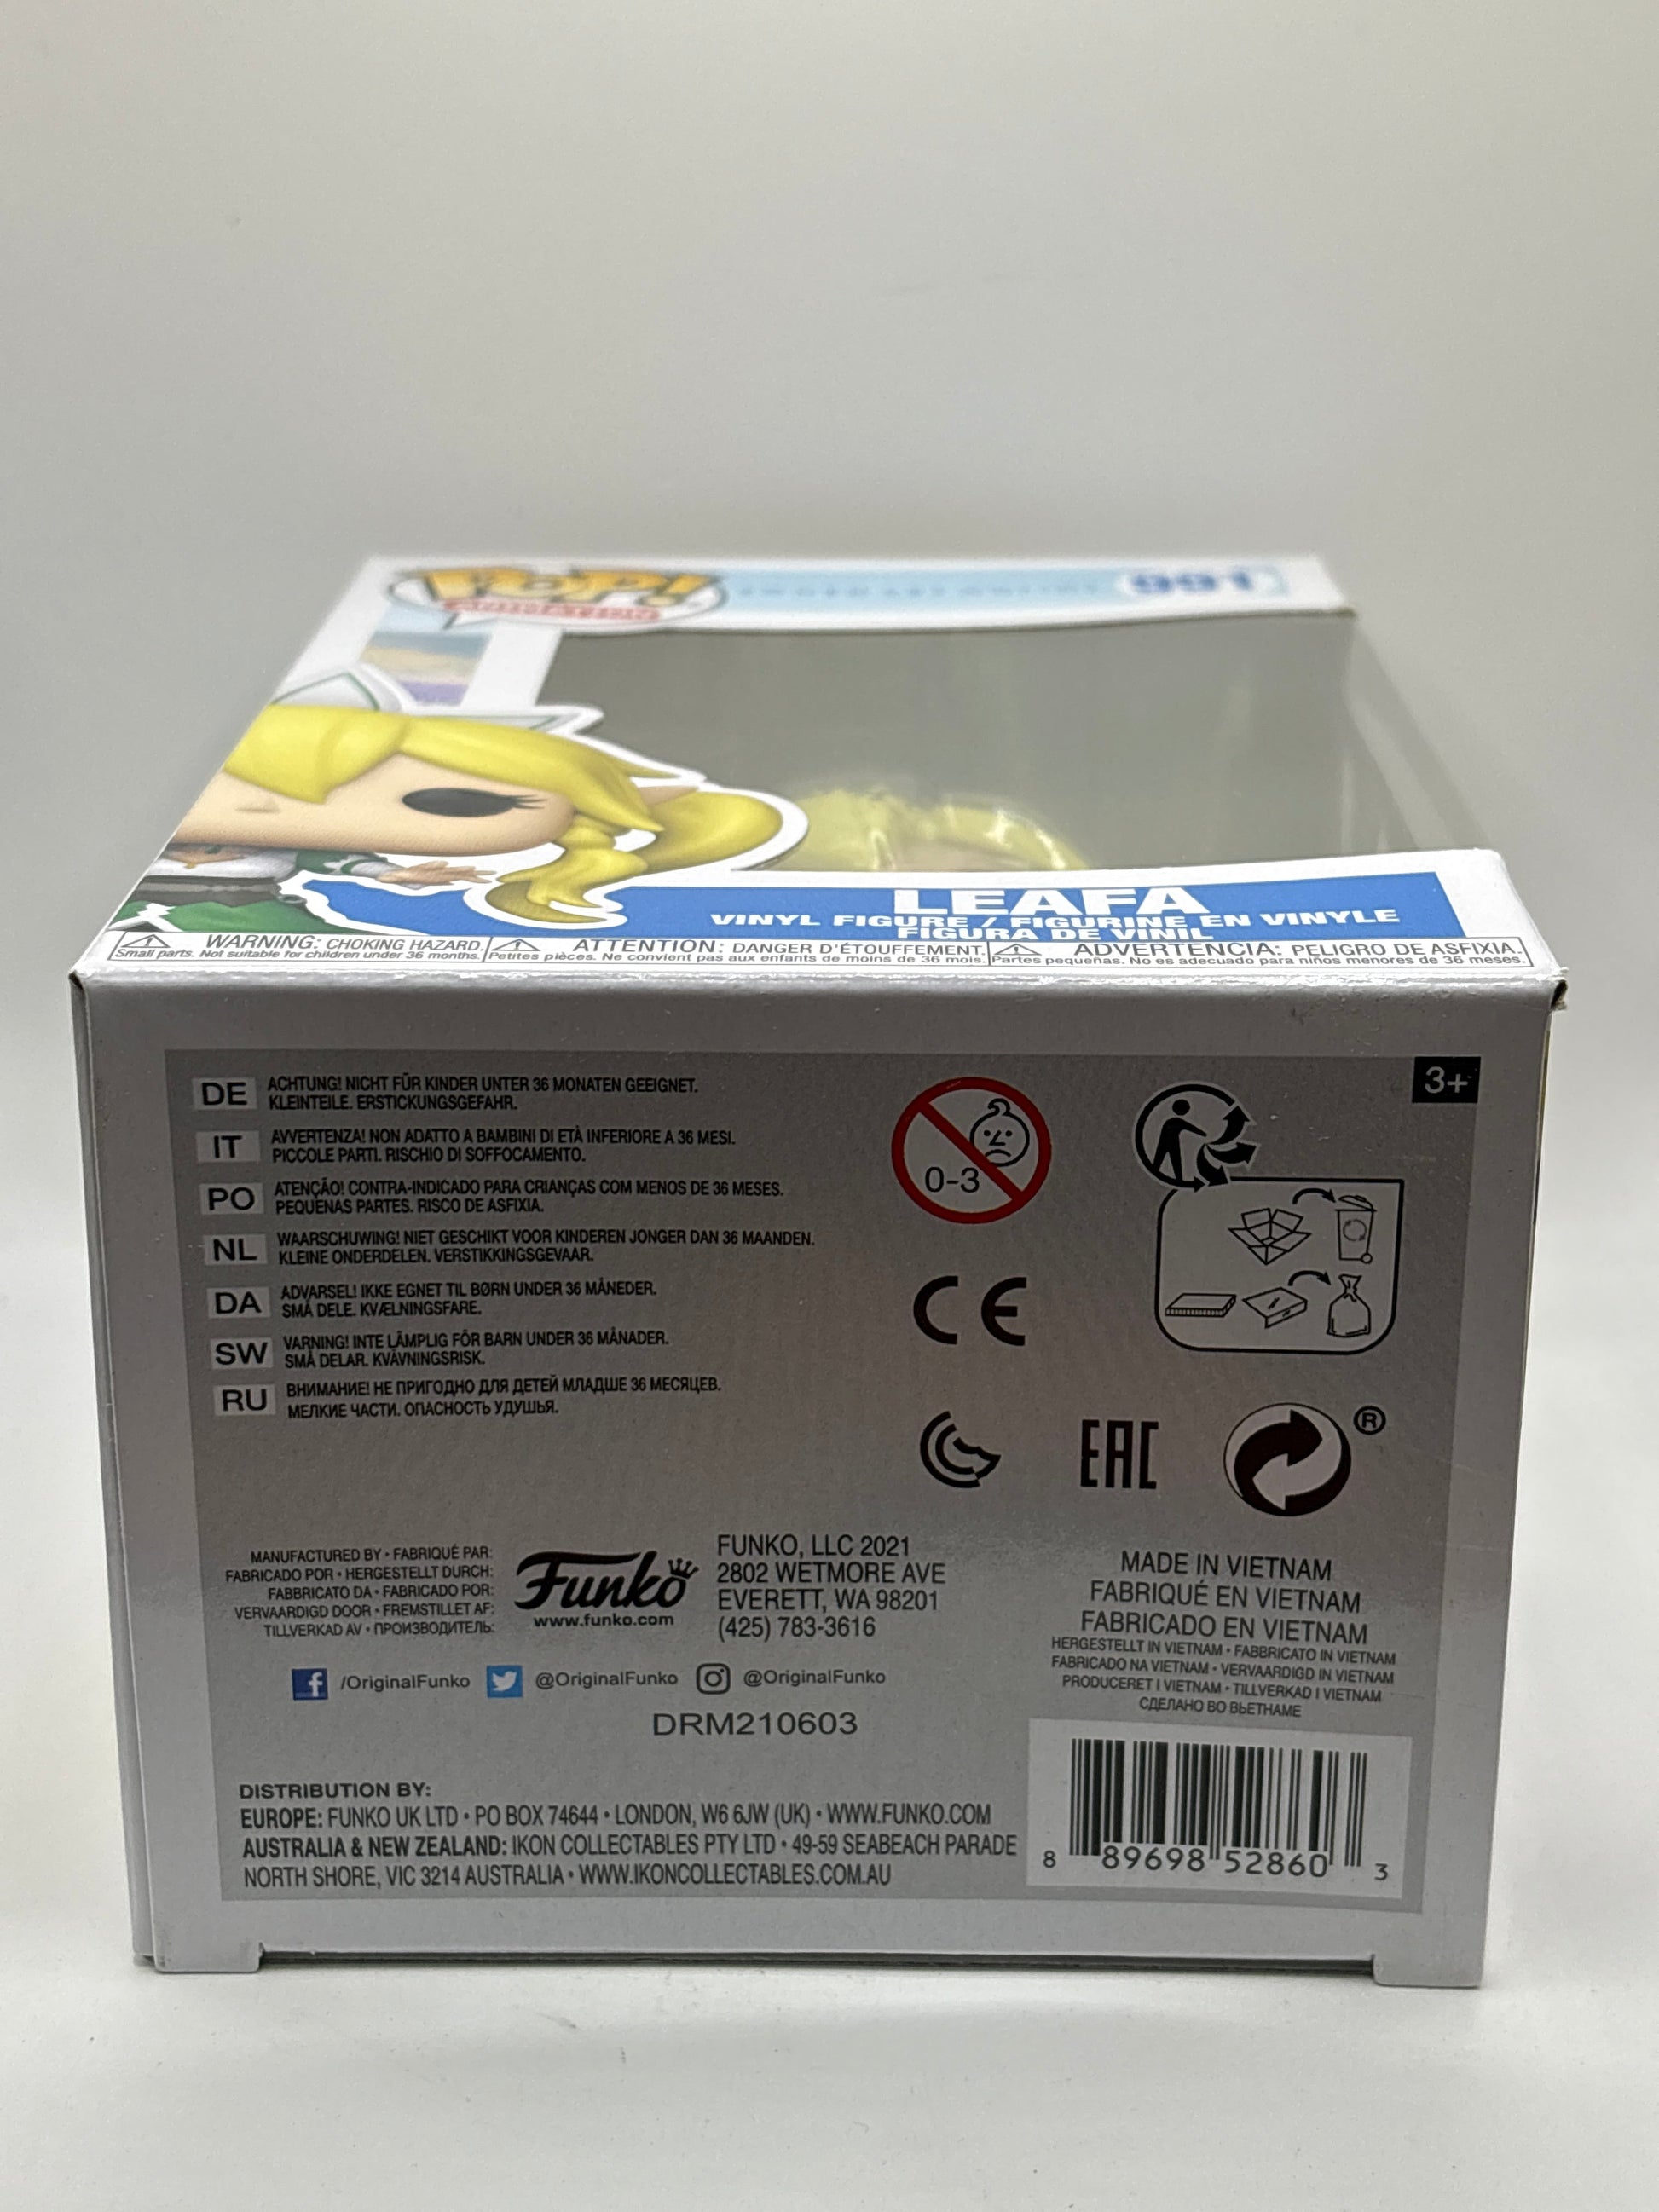 POP!
ANIMATION
SWORD ART ONLINE
991
LEAFA
VINYL FIGURE / FIGURINE EN VINYLE
FIGURA DE VINIL
WARNING: CHOKING HAZARD.
Small parts. Not suitable for children under 36 months.
ATTENTION: DANGER D'ÉTOUFFEMENT.
Petites pièces. Ne convient pas aux enfants de moins de 36 mois.
ADVERTENCIA: PELIGRO DE ASFIXIA.
Partes pequeñas. No es adecuado para niños menores de 36 meses.
3+
DE ACHTUNG! NICHT FÜR KINDER UNTER 36 MONATEN GEEIGNET.
KLEINTEILE. ERSTICKUNGSGEFAHR.
IT AVVERTENZA! NON ADATTO A BAMBINI DI ETÀ INFERIORE A 36 MESI.
PICCOLE PARTI. RISCHIO DI SOFFOCAMENTO.
PO ATENÇÃO! CONTRA-INDICADO PARA CRIANÇAS COM MENOS DE 36 MESES.
PEQUENAS PARTES. RISCO DE ASFIXIA.
NL WAARSCHUWING! NIET GESCHIKT VOOR KINDEREN JONGER DAN 36 MAANDEN.
KLEINE ONDERDELEN. VERSTIKKINGSGEVAAR.
DA ADVARSEL! IKKE EGNET TIL BØRN UNDER 36 MÅNEDER.
SMÅ DELE. KVÆLNINGSFARE.
SW VARNING! INTE LÄMPLIG FÖR BARN UNDER 36 MÅNADER.
SMÅ DELAR. KVÄVNINGSRISK.
RU ВНИМАНИЕ! НЕ ПРИГОДНО ДЛЯ ДЕТЕЙ МЛАДШЕ 36 МЕСЯЦЕВ.
МЕЛКИЕ ЧАСТИ. ОПАСНОСТЬ УДУШЬЯ.
0-3
CE
EAC
®
MANUFACTURED BY • FABRIQUÉ PAR:
FABRICADO POR • HERGESTELLT DURCH:
FABBRICATO DA • FABRICADO POR:
VERVAARDIGD DOOR • FREMSTILLET AF:
TILLVERKAD AV • ПРОИЗВОДИТЕЛЬ:
Funko
www.funko.com
FUNKO, LLC 2021
2802 WETMORE AVE
EVERETT, WA 98201
(425) 783-3616
MADE IN VIETNAM
FABRIQUÉ EN VIETNAM
FABRICADO EN VIETNAM
HERGESTELLT IN VIETNAM • FABBRICATO IN VIETNAM
FABRICADO NA VIETNAM • VERVAARDIGD IN VIETNAM
PRODUCERET I VIETNAM • TILLVERKAD I VIETNAM
СДЕЛАНО ВО ВЬЕТНАМЕ
/OriginalFunko @OriginalFunko @OriginalFunko
DRM210603
DISTRIBUTION BY:
EUROPE: FUNKO UK LTD • PO BOX 74644 • LONDON, W6 6JW (UK) • WWW.FUNKO.COM
AUSTRALIA & NEW ZEALAND: IKON COLLECTABLES PTY LTD • 49-59 SEABEACH PARADE
NORTH SHORE, VIC 3214 AUSTRALIA • WWW.IKONCOLLECTABLES.COM.AU
8 89698 52860 3